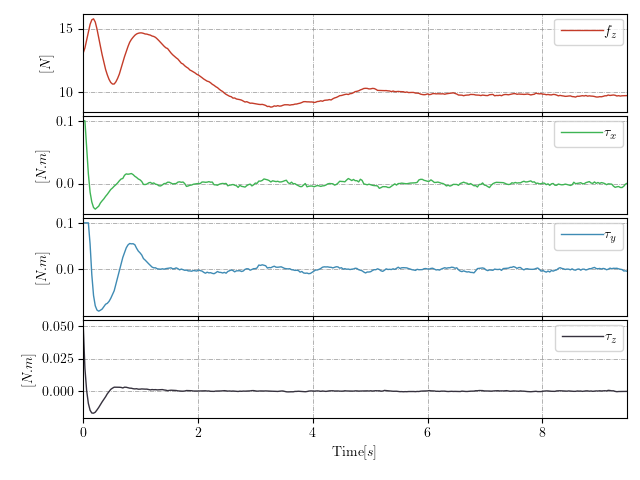 15
10
[N]
f_z
0.1
0.0
[N.m]
τ_x
0.1
0.0
[N.m]
τ_y
0.050
0.025
0.000
[N.m]
τ_z
0 2 4 6 8
Time[s]